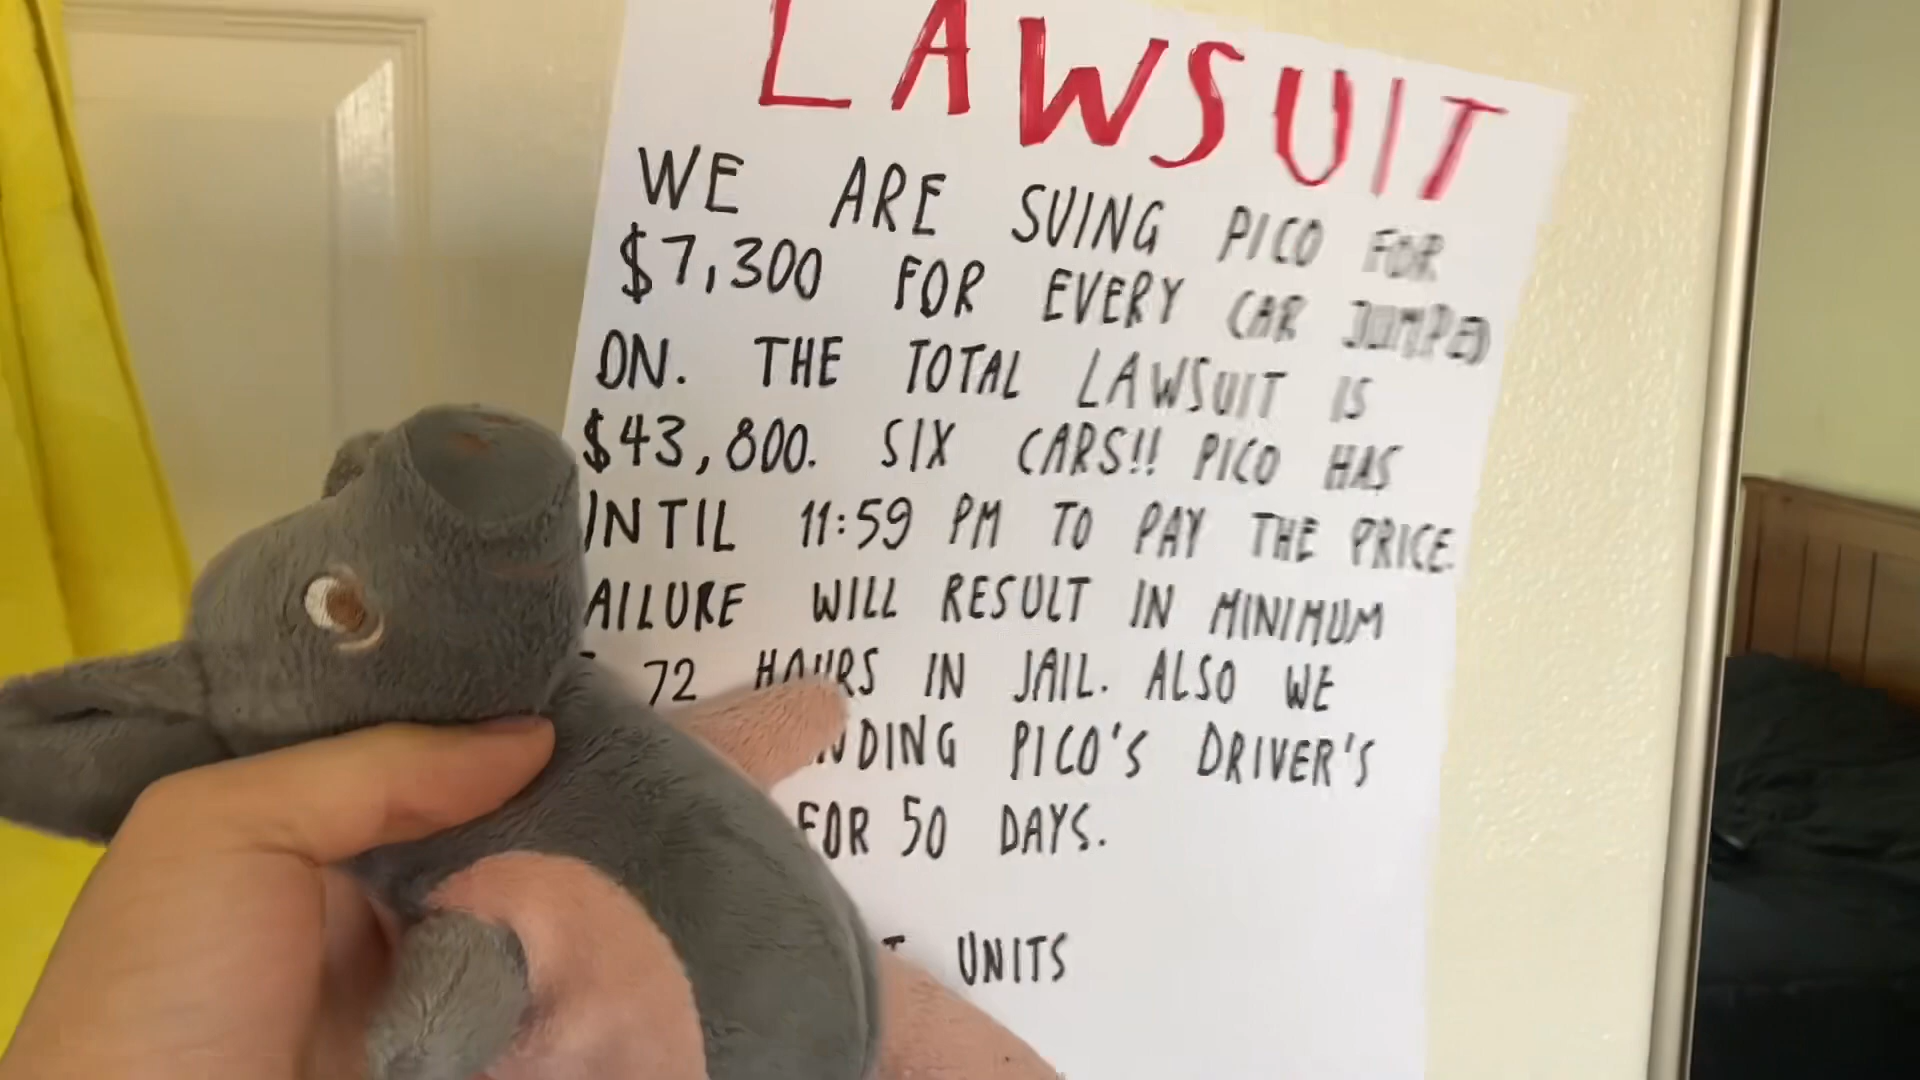 LAWSUIT
WE ARE SUING PICO FOR
$7,300 FOR EVERY CAR JUMPED
ON. THE TOTAL LAWSUIT IS
$43,800. SIX CARS!! PICO HAS
UNTIL 11:59 PM TO PAY THE PRICE.
AILURE WILL RESULT IN MINIMUM
72 HOURS IN JAIL. ALSO WE
NDING PICO'S DRIVER'S
FOR 50 DAYS.
UNITS